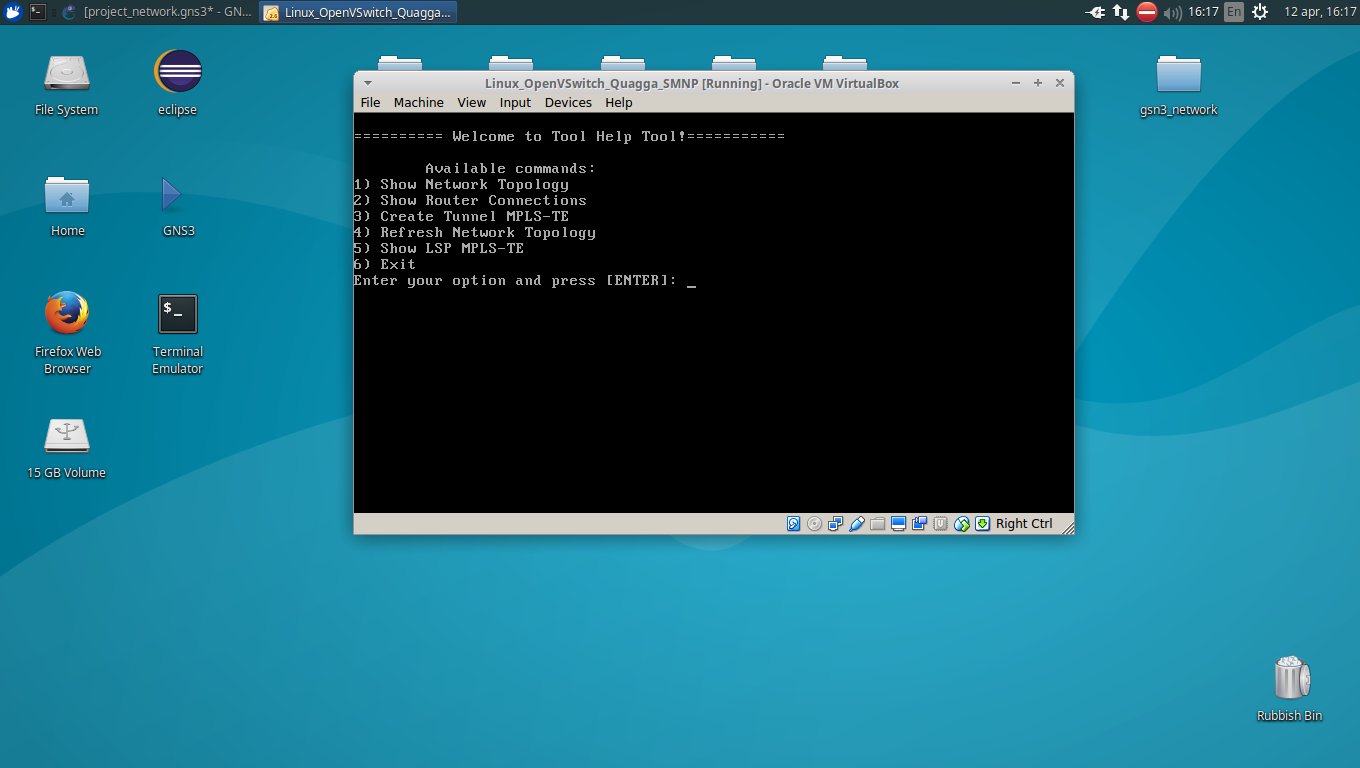 [project_network.gns3* - GN...
Linux_OpenVSwitch_Quagga...
16:17
En
12 apr, 16:17
File System
eclipse
gsn3_network
Home
GNS3
Firefox Web
Browser
Terminal
Emulator
$_
15 GB Volume
Rubbish Bin
Linux_OpenVSwitch_Quagga_SMNP [Running] - Oracle VM VirtualBox
File Machine View Input Devices Help
========== Welcome to Tool Help Tool!===========
Available commands:
1) Show Network Topology
2) Show Router Connections
3) Create Tunnel MPLS-TE
4) Refresh Network Topology
5) Show LSP MPLS-TE
6) Exit
Enter your option and press [ENTER]: _
Right Ctrl